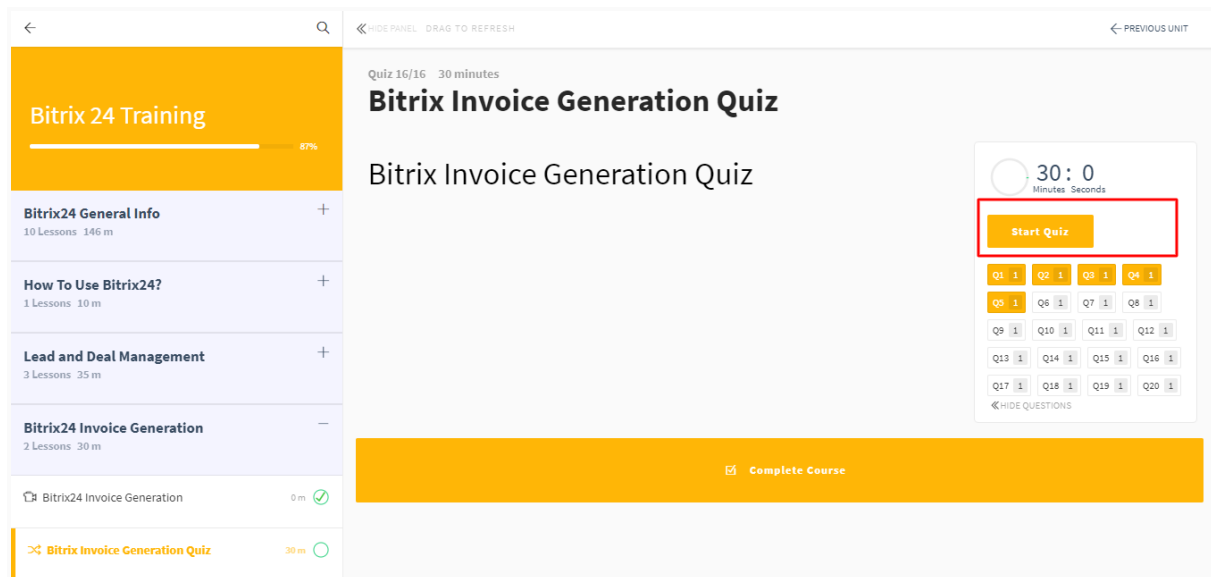 HIDE PANEL DRAG TO REFRESH
PREVIOUS UNIT
Bitrix 24 Training
87%
Bitrix24 General Info
10 Lessons 146 m
How To Use Bitrix24?
1 Lessons 10 m
Lead and Deal Management
3 Lessons 35 m
Bitrix24 Invoice Generation
2 Lessons 30 m
Bitrix24 Invoice Generation 0 m
Bitrix Invoice Generation Quiz 30 m
Quiz 16/16 30 minutes
Bitrix Invoice Generation Quiz
Bitrix Invoice Generation Quiz
30 : 0
Minutes Seconds
Start Quiz
Q1 1 Q2 1 Q3 1 Q4 1
Q5 1 Q6 1 Q7 1 Q8 1
Q9 1 Q10 1 Q11 1 Q12 1
Q13 1 Q14 1 Q15 1 Q16 1
Q17 1 Q18 1 Q19 1 Q20 1
HIDE QUESTIONS
Complete Course